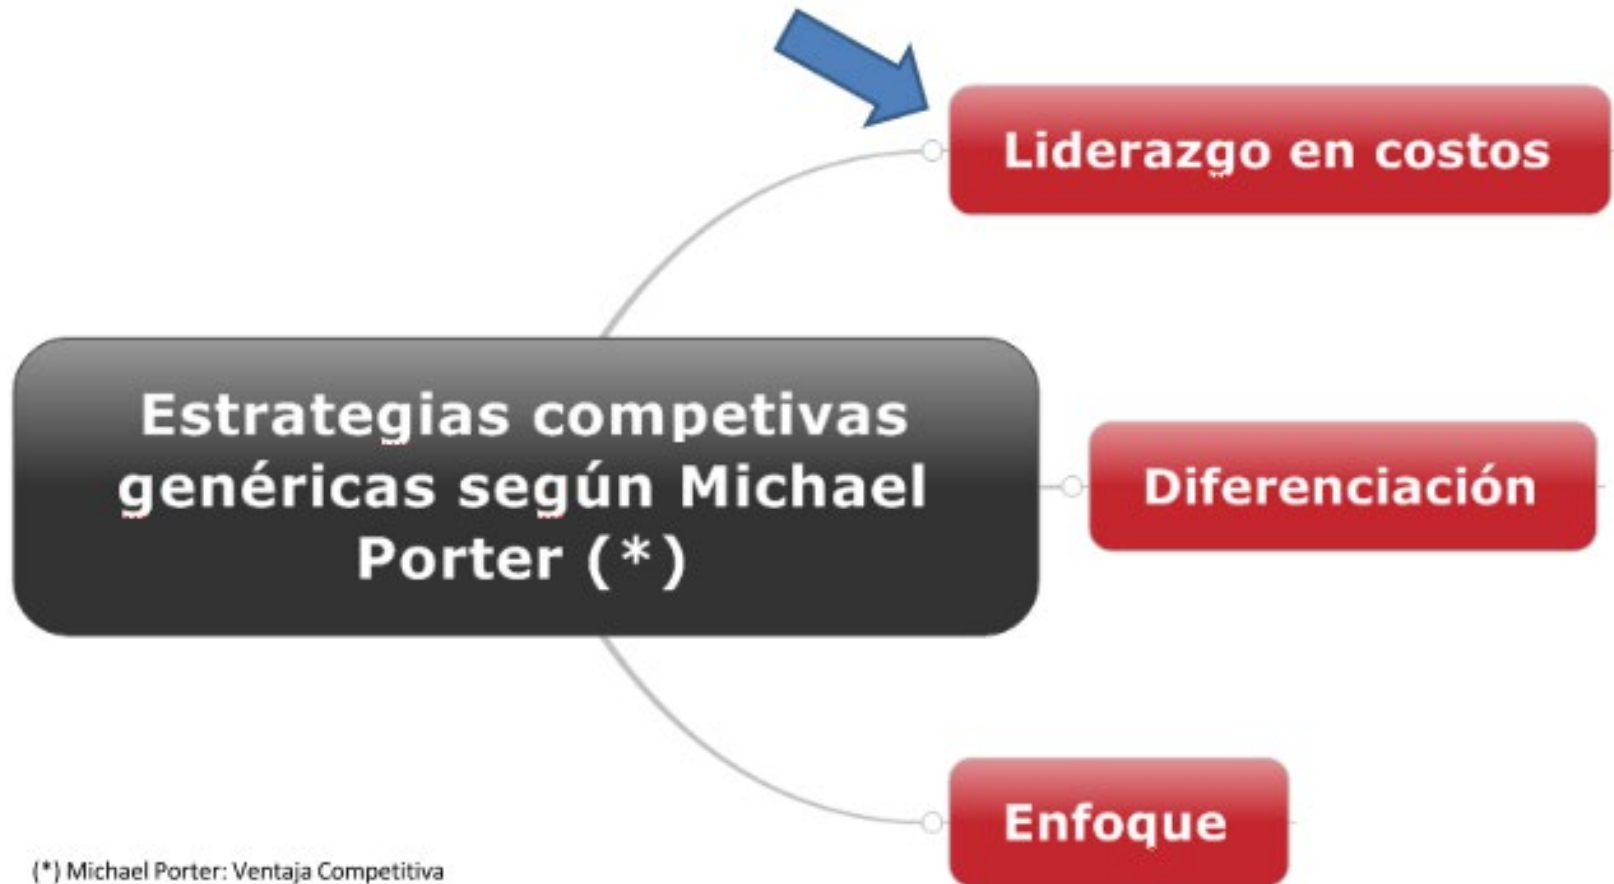 Liderazgo en costos
Estrategias competivas
genéricas según Michael
Porter (*)
Diferenciación
Enfoque
(*) Michael Porter: Ventaja Competitiva